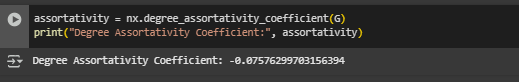 assortativity = nx.degree_assortativity_coefficient(G)
print("Degree Assortativity Coefficient:", assortativity)
Degree Assortativity Coefficient: -0.07576299703156394